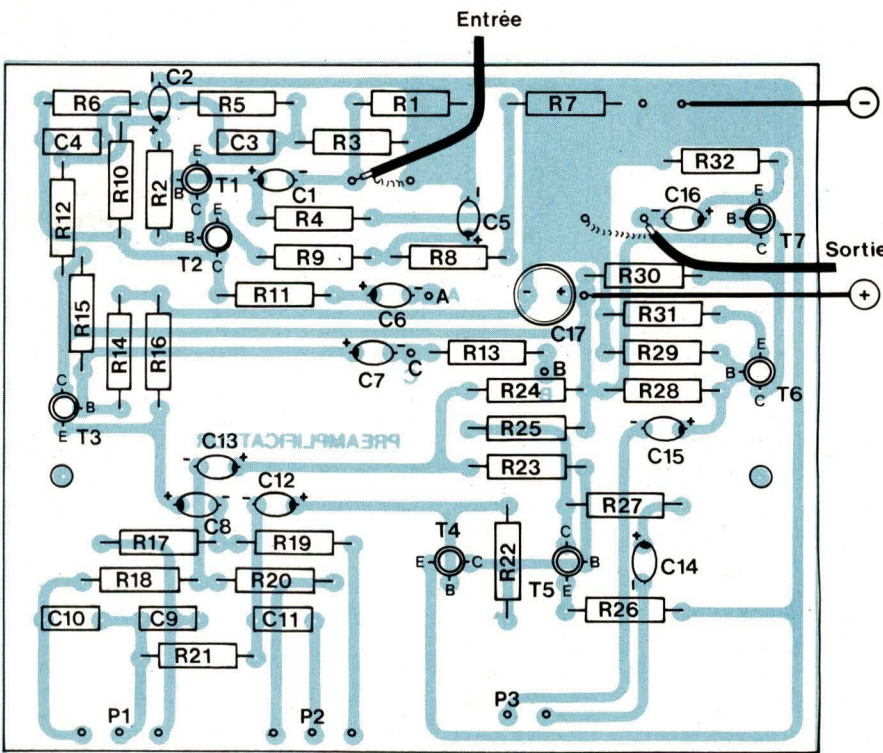 Entrée
C2
R6
R5
R1
R7
-
C4
C3
R3
R32
R12
R10
R2
E
B
T1
C
C1
C16
E
B
T7
C
R4
C5
Sortie
E
B
T2
C
R9
R8
R30
+
R15
R11
C6
A
C17
R31
R14
R16
C7
C
R13
B
R29
E
B
T6
C
R24
R28
C
B
T3
E
PREAMPLIFICAT
R25
C15
C13
R23
C8
C12
R27
R17
R19
T4
E
C
B
R22
C
B
T5
E
C14
R18
R20
R26
C10
C9
C11
R21
P1
P2
P3